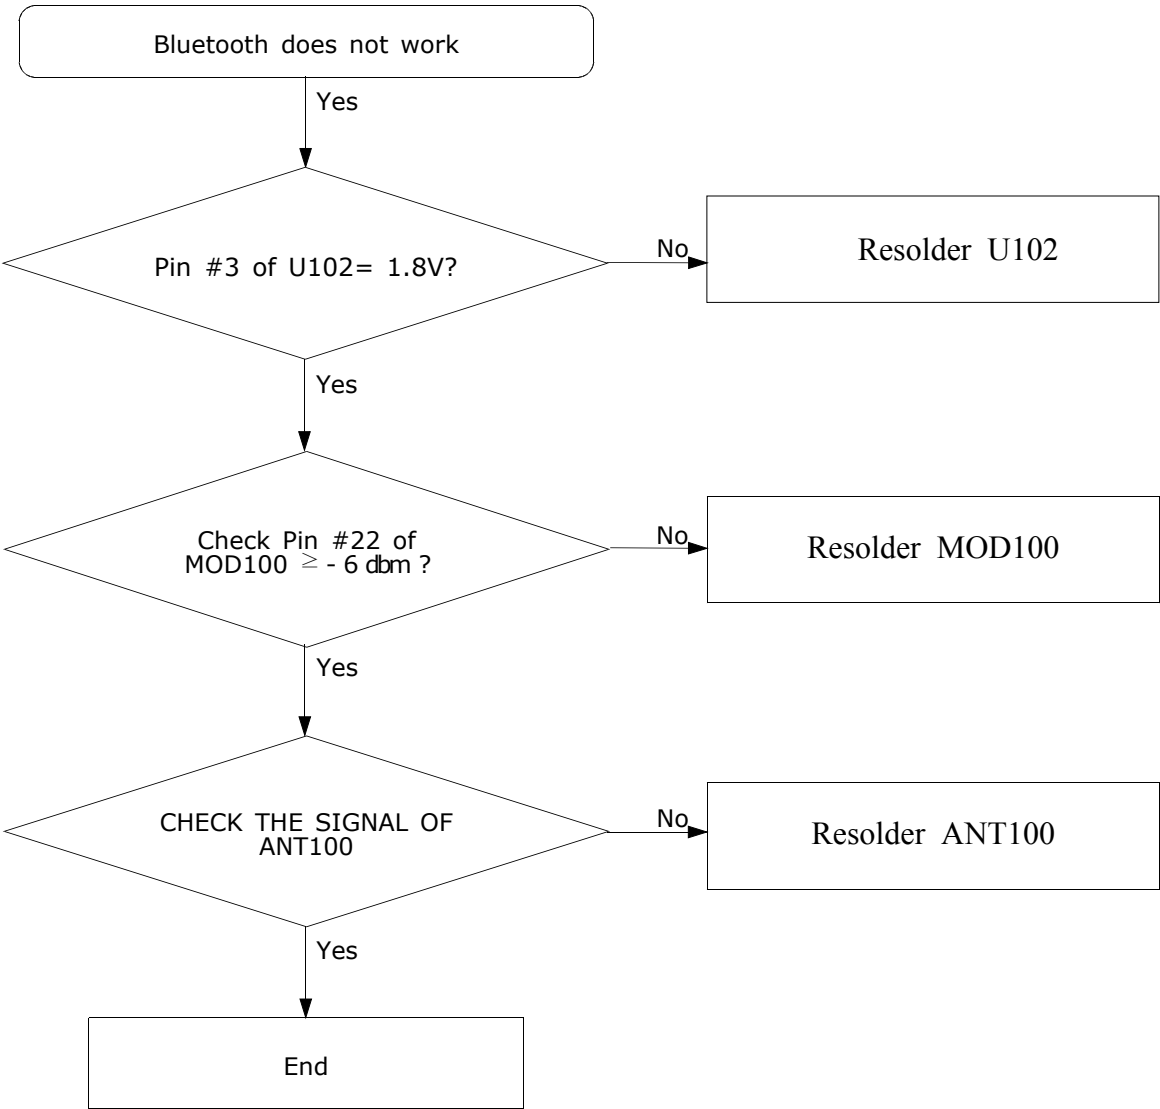 Bluetooth does not work
Yes
Pin #3 of U102= 1.8V?
No
Resolder U102
Yes
Check Pin #22 of
MOD100 ≥ - 6 dbm ?
No
Resolder MOD100
Yes
CHECK THE SIGNAL OF
ANT100
No
Resolder ANT100
Yes
End